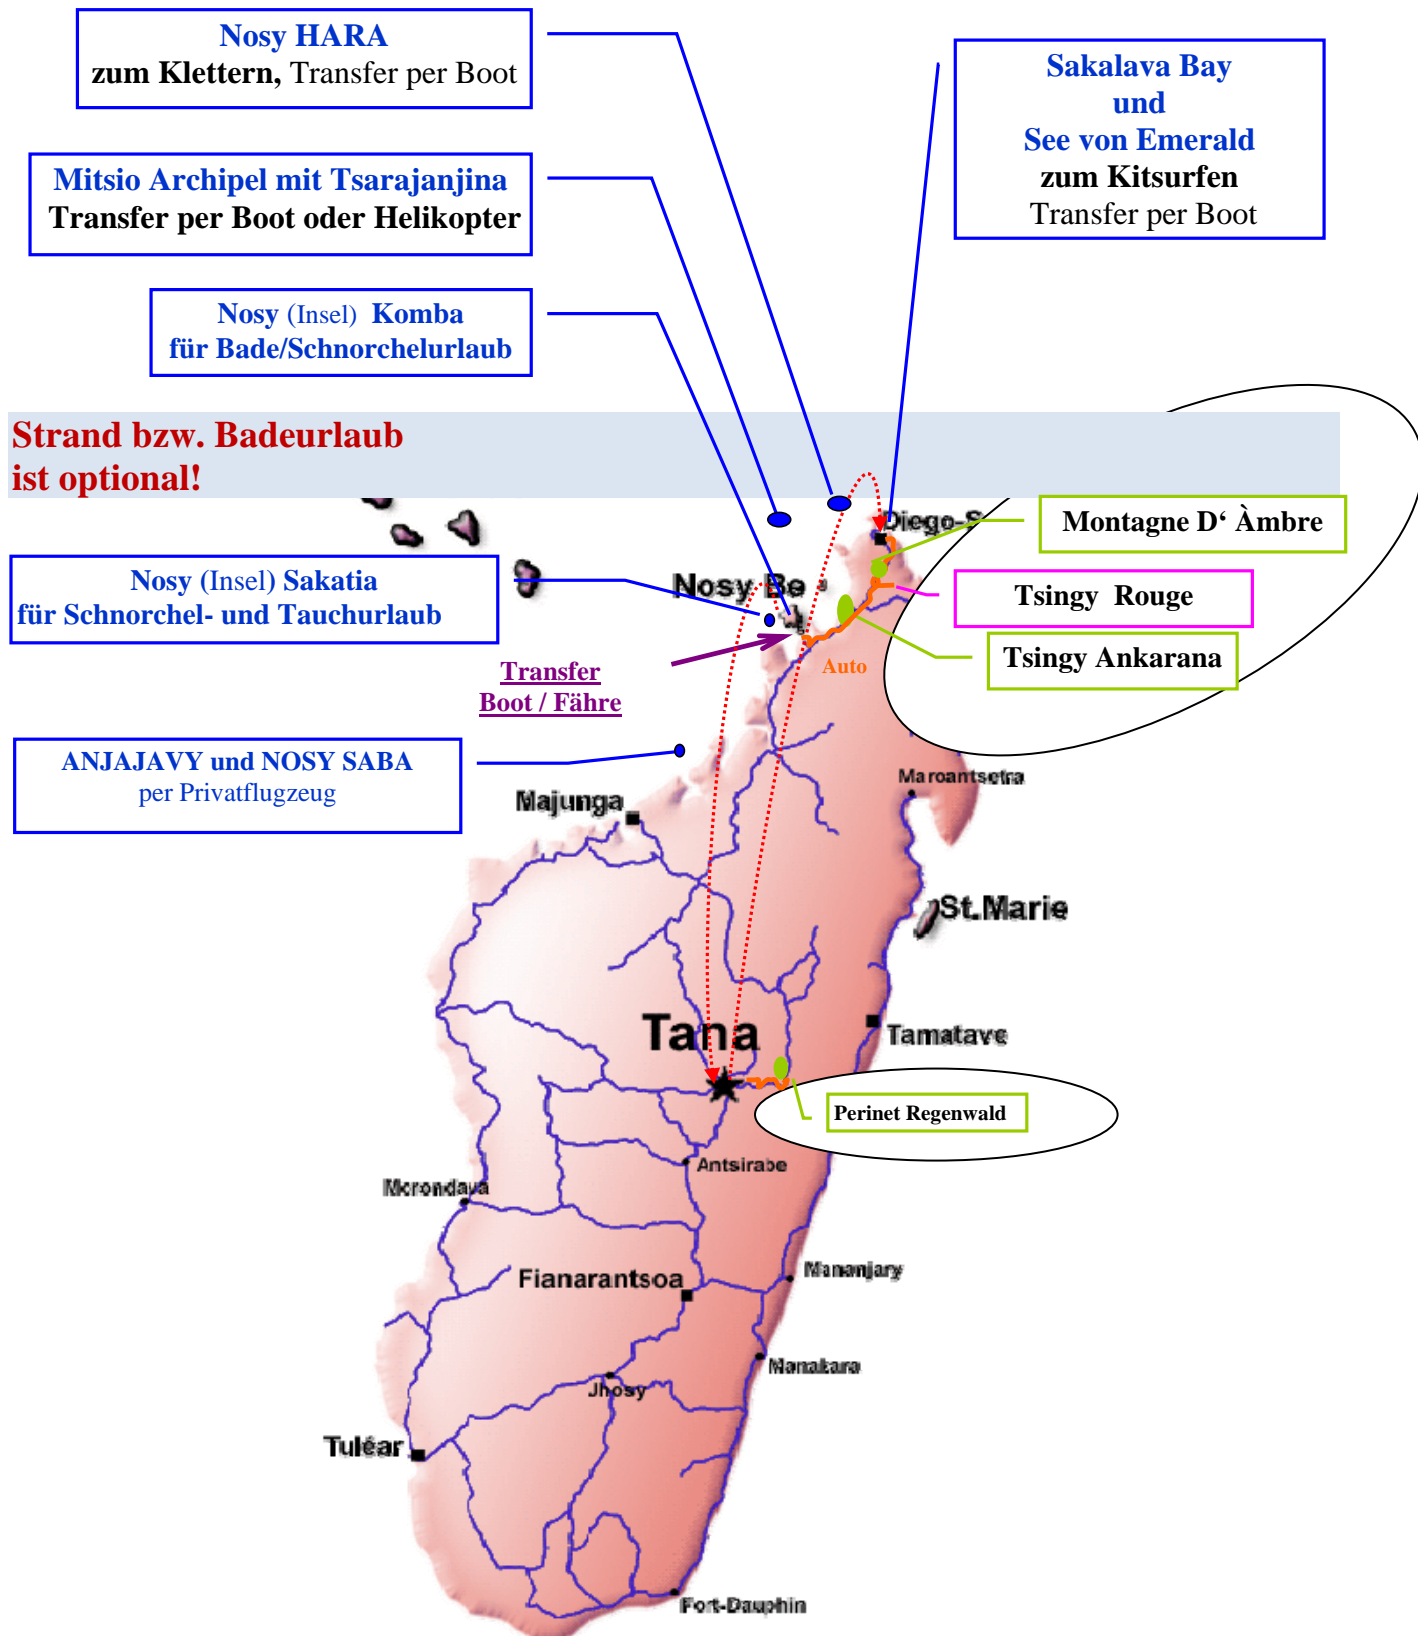 Nosy HARA
zum Klettern, Transfer per Boot
Sakalava Bay
und
See von Emerald
zum Kitsurfen
Transfer per Boot
Mitsio Archipel mit Tsarajanjina
Transfer per Boot oder Helikopter
Nosy (Insel) Komba
für Bade/Schnorchelurlaub
Strand bzw. Badeurlaub
ist optional!
Diego-S
Montagne D‘ Àmbre
Nosy (Insel) Sakatia
für Schnorchel- und Tauchurlaub
Nosy Be
Tsingy Rouge
Tsingy Ankarana
Auto
Transfer
Boot / Fähre
ANJAJAVY und NOSY SABA
per Privatflugzeug
Maroantsetra
Majunga
St.Marie
Tana
Tamatave
Perinet Regenwald
Antsirabe
Morondava
Mananjary
Fianarantsoa
Manakara
Jhosy
Tuléar
Fort-Dauphin